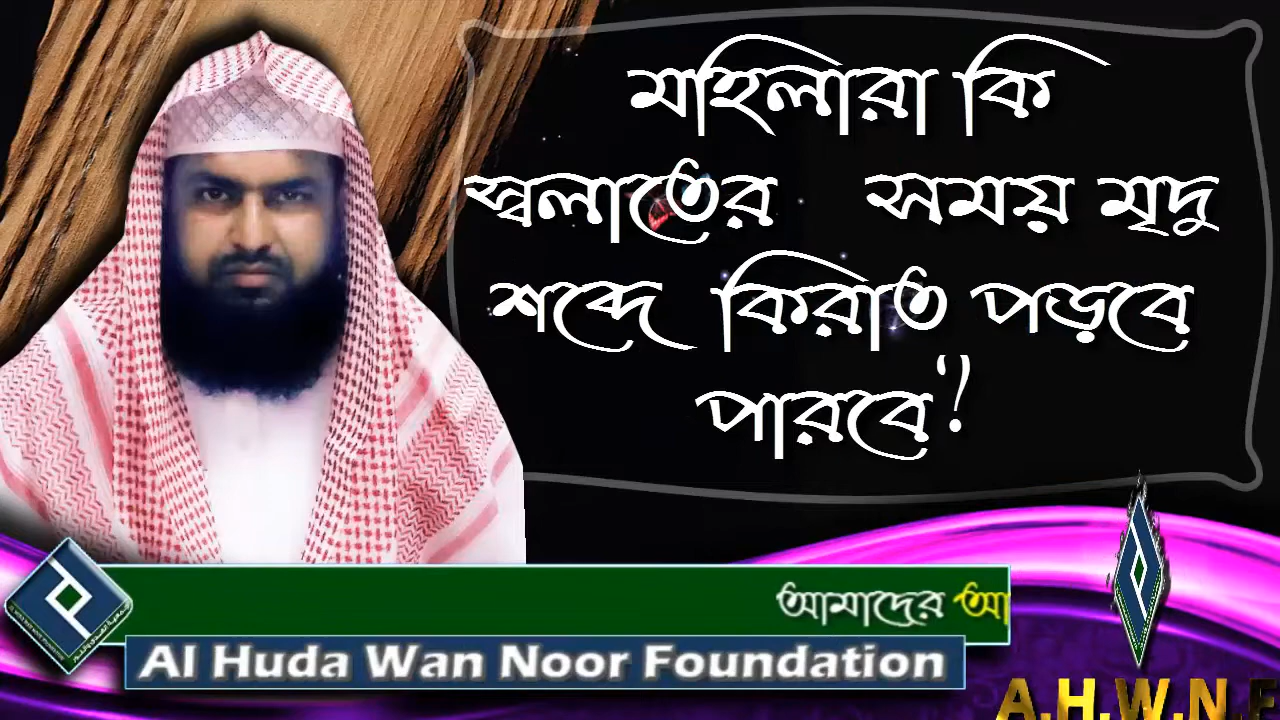 মহিলারা কি
স্বলাতের সময় মৃদু
শব্দে কিরাত পড়বে
পারবে?
আমাদের আ
Al Huda Wan Noor Foundation
A.H.W.N.F